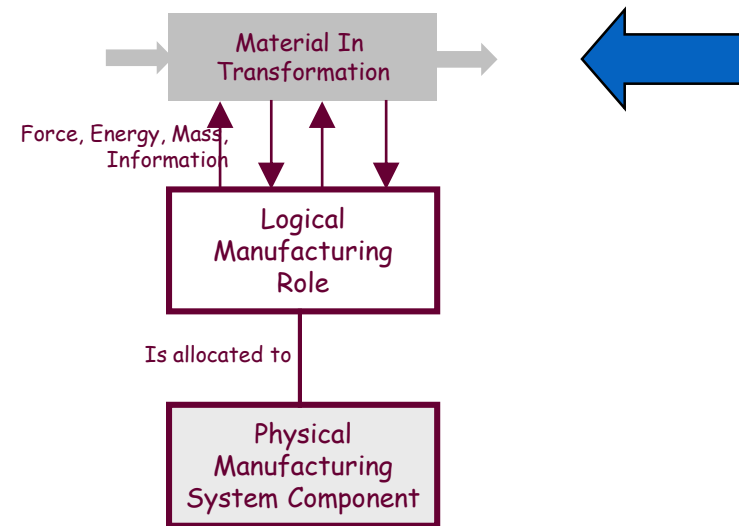 Material In
Transformation
Force, Energy, Mass,
Information
Logical
Manufacturing
Role
Is allocated to
Physical
Manufacturing
System Component